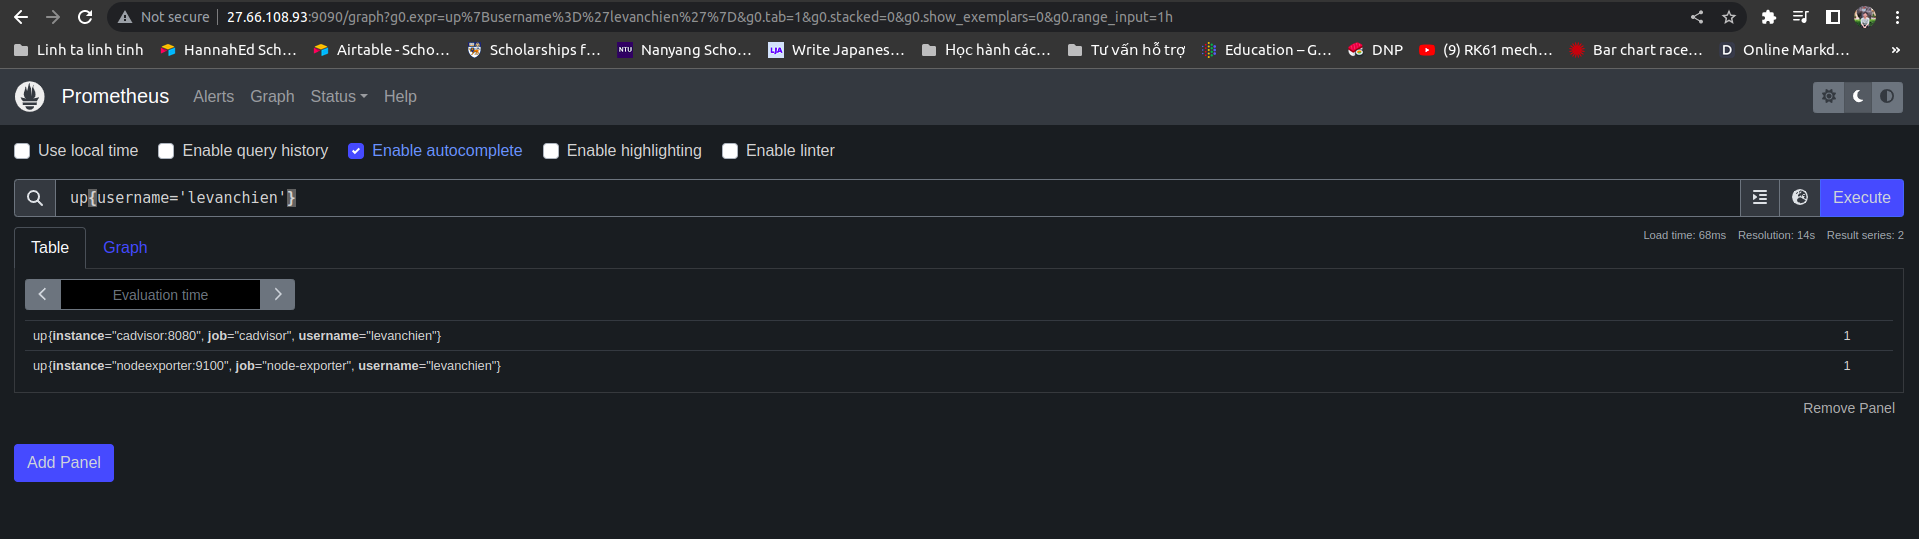 Not secure | 27.66.108.93:9090/graph?g0.expr=up%7Busername%3D%27levanchien%27%7D&g0.tab=1&g0.stacked=0&g0.show_exemplars=0&g0.range_input=1h
Linh ta linh tinh HannahEd Sch… Airtable - Scho… Scholarships f… NTU Nanyang Scho… LJA Write Japanes… Học hành các… Tư vấn hỗ trợ Education – G… DNP (9) RK61 mech… Bar chart race… D Online Markd… »
Prometheus Alerts Graph Status Help
Use local time Enable query history Enable autocomplete Enable highlighting Enable linter
up{username='levanchien'} Execute
Table Graph Load time: 68ms Resolution: 14s Result series: 2
Evaluation time
up{instance="cadvisor:8080", job="cadvisor", username="levanchien"} 1
up{instance="nodeexporter:9100", job="node-exporter", username="levanchien"} 1
Remove Panel
Add Panel